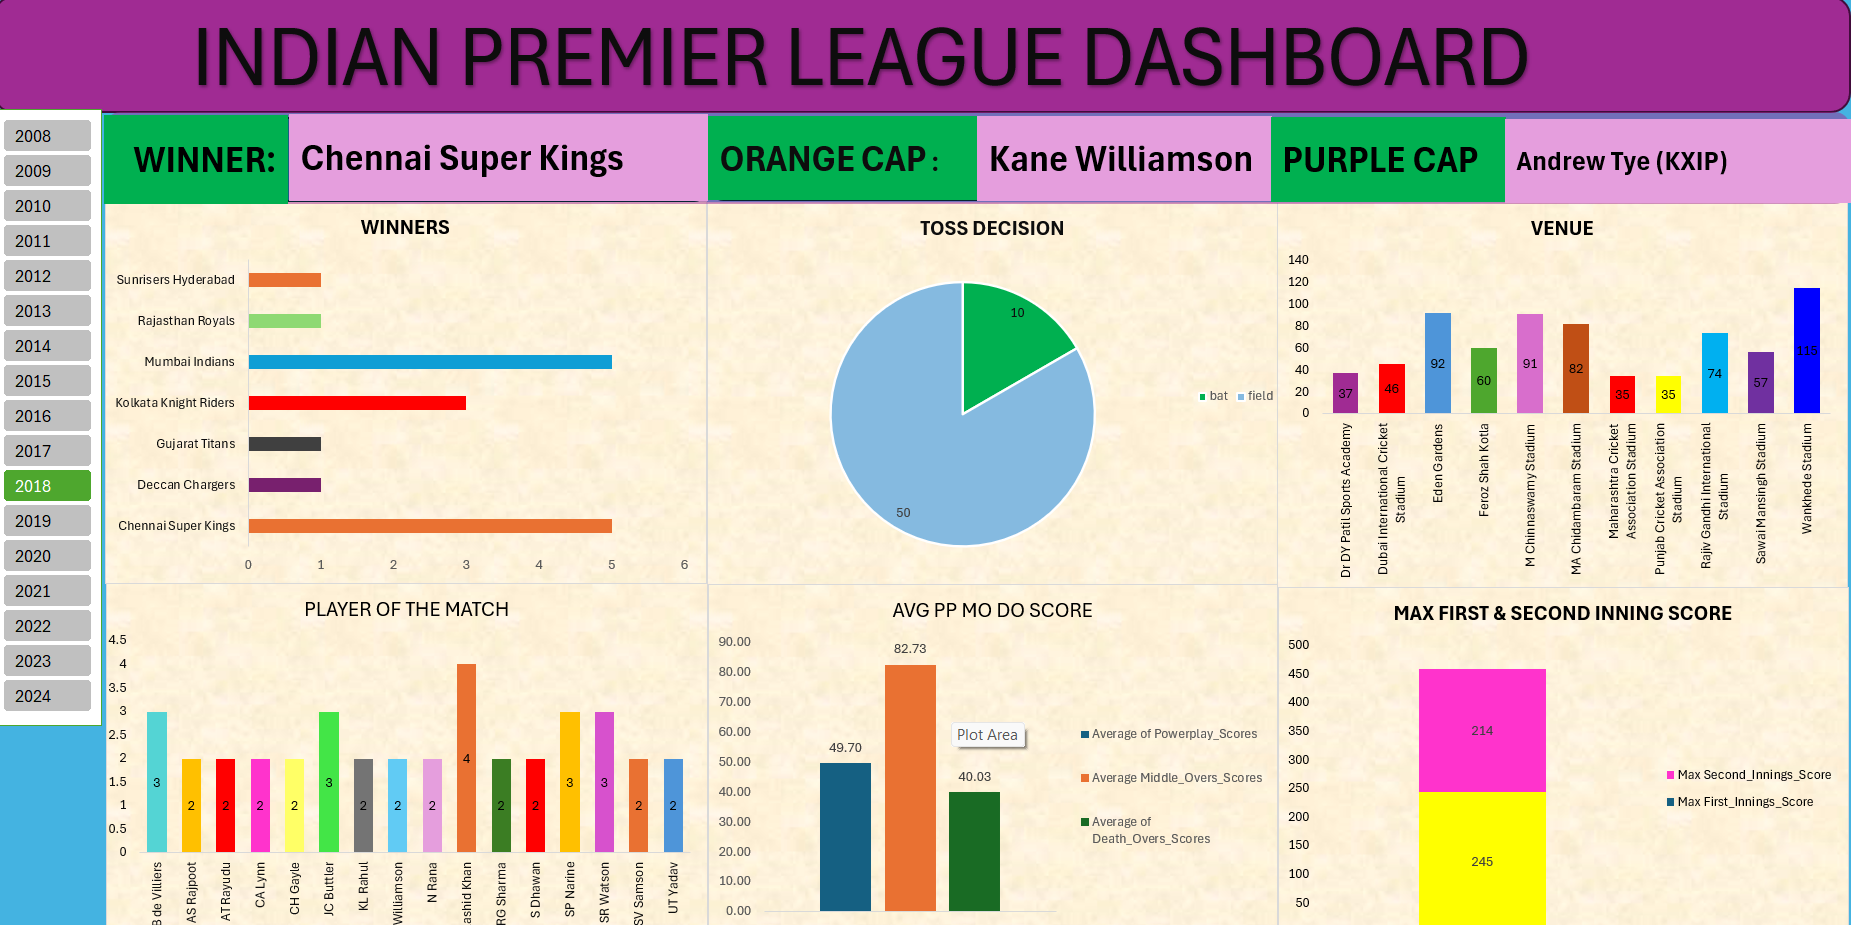 INDIAN PREMIER LEAGUE DASHBOARD
2008
2009
2010
2011
2012
2013
2014
2015
2016
2017
2018
2019
2020
2021
2022
2023
2024
WINNER: Chennai Super Kings
ORANGE CAP : Kane Williamson
PURPLE CAP Andrew Tye (KXIP)
WINNERS
Sunrisers Hyderabad
Rajasthan Royals
Mumbai Indians
Kolkata Knight Riders
Gujarat Titans
Deccan Chargers
Chennai Super Kings
0 1 2 3 4 5 6
TOSS DECISION
10
50
bat field
VENUE
140
120
100
80
60
40
20
0
37 46 92 60 91 82 35 35 74 57 115
Dr DY Patil Sports Academy
Dubai International Cricket
Stadium
Eden Gardens
Feroz Shah Kotla
M Chinnaswamy Stadium
MA Chidambaram Stadium
Maharashtra Cricket
Association Stadium
Punjab Cricket Association
Stadium
Rajiv Gandhi International
Stadium
Sawai Mansingh Stadium
Wankhede Stadium
PLAYER OF THE MATCH
4.5
4
3.5
3
2.5
2
1.5
1
0.5
0
3 2 2 2 2 3 2 2 2 4 2 2 3 3 2 2
B de Villiers
AS Rajpoot
AT Rayudu
CA Lynn
CH Gayle
JC Buttler
KL Rahul
Williamson
N Rana
ashid Khan
RG Sharma
S Dhawan
SP Narine
SR Watson
SV Samson
UT Yadav
AVG PP MO DO SCORE
90.00
80.00
70.00
60.00
50.00
40.00
30.00
20.00
10.00
0.00
49.70
82.73
40.03
Plot Area
Average of Powerplay_Scores
Average Middle_Overs_Scores
Average of
Death_Overs_Scores
MAX FIRST & SECOND INNING SCORE
500
450
400
350
300
250
200
150
100
50
214
245
Max Second_Innings_Score
Max First_Innings_Score